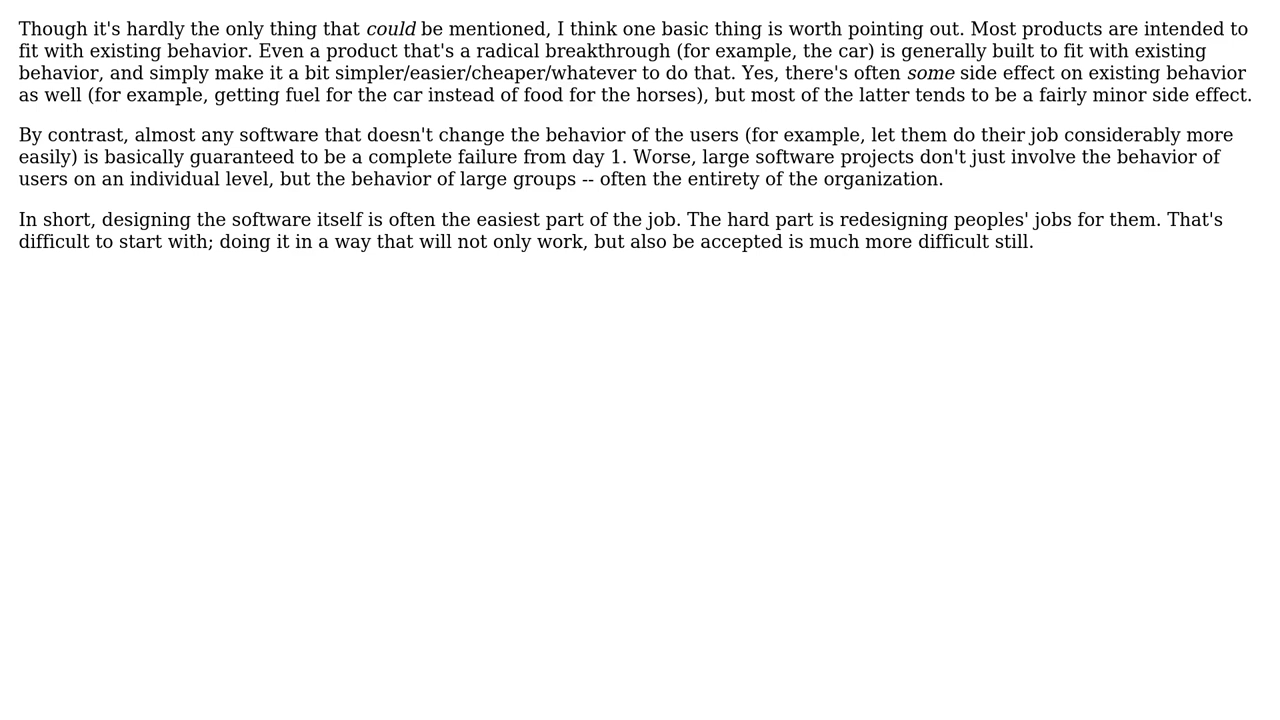 Though it's hardly the only thing that could be mentioned, I think one basic thing is worth pointing out. Most products are intended to
fit with existing behavior. Even a product that's a radical breakthrough (for example, the car) is generally built to fit with existing
behavior, and simply make it a bit simpler/easier/cheaper/whatever to do that. Yes, there's often some side effect on existing behavior
as well (for example, getting fuel for the car instead of food for the horses), but most of the latter tends to be a fairly minor side effect.
By contrast, almost any software that doesn't change the behavior of the users (for example, let them do their job considerably more
easily) is basically guaranteed to be a complete failure from day 1. Worse, large software projects don't just involve the behavior of
users on an individual level, but the behavior of large groups -- often the entirety of the organization.
In short, designing the software itself is often the easiest part of the job. The hard part is redesigning peoples' jobs for them. That's
difficult to start with; doing it in a way that will not only work, but also be accepted is much more difficult still.